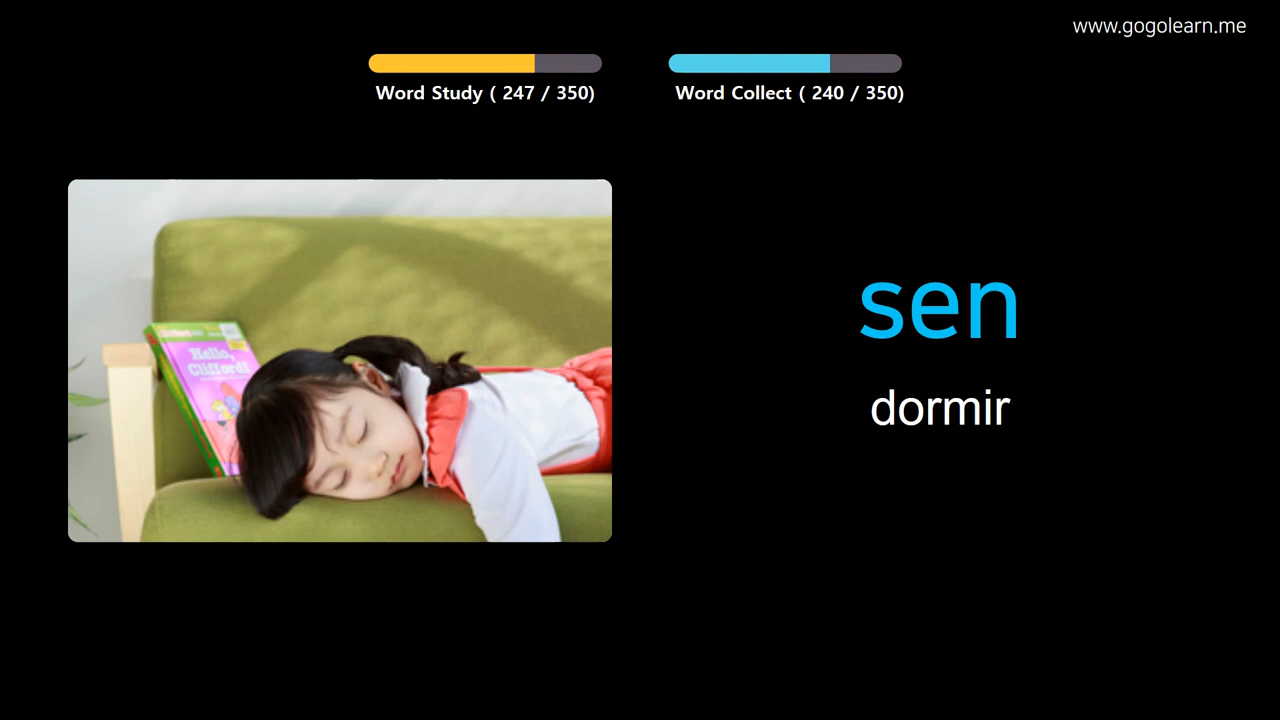 www.gogolearn.me
Word Study ( 247 / 350)
Word Collect ( 240 / 350)
Hello,
Clifford!
sen
dormir